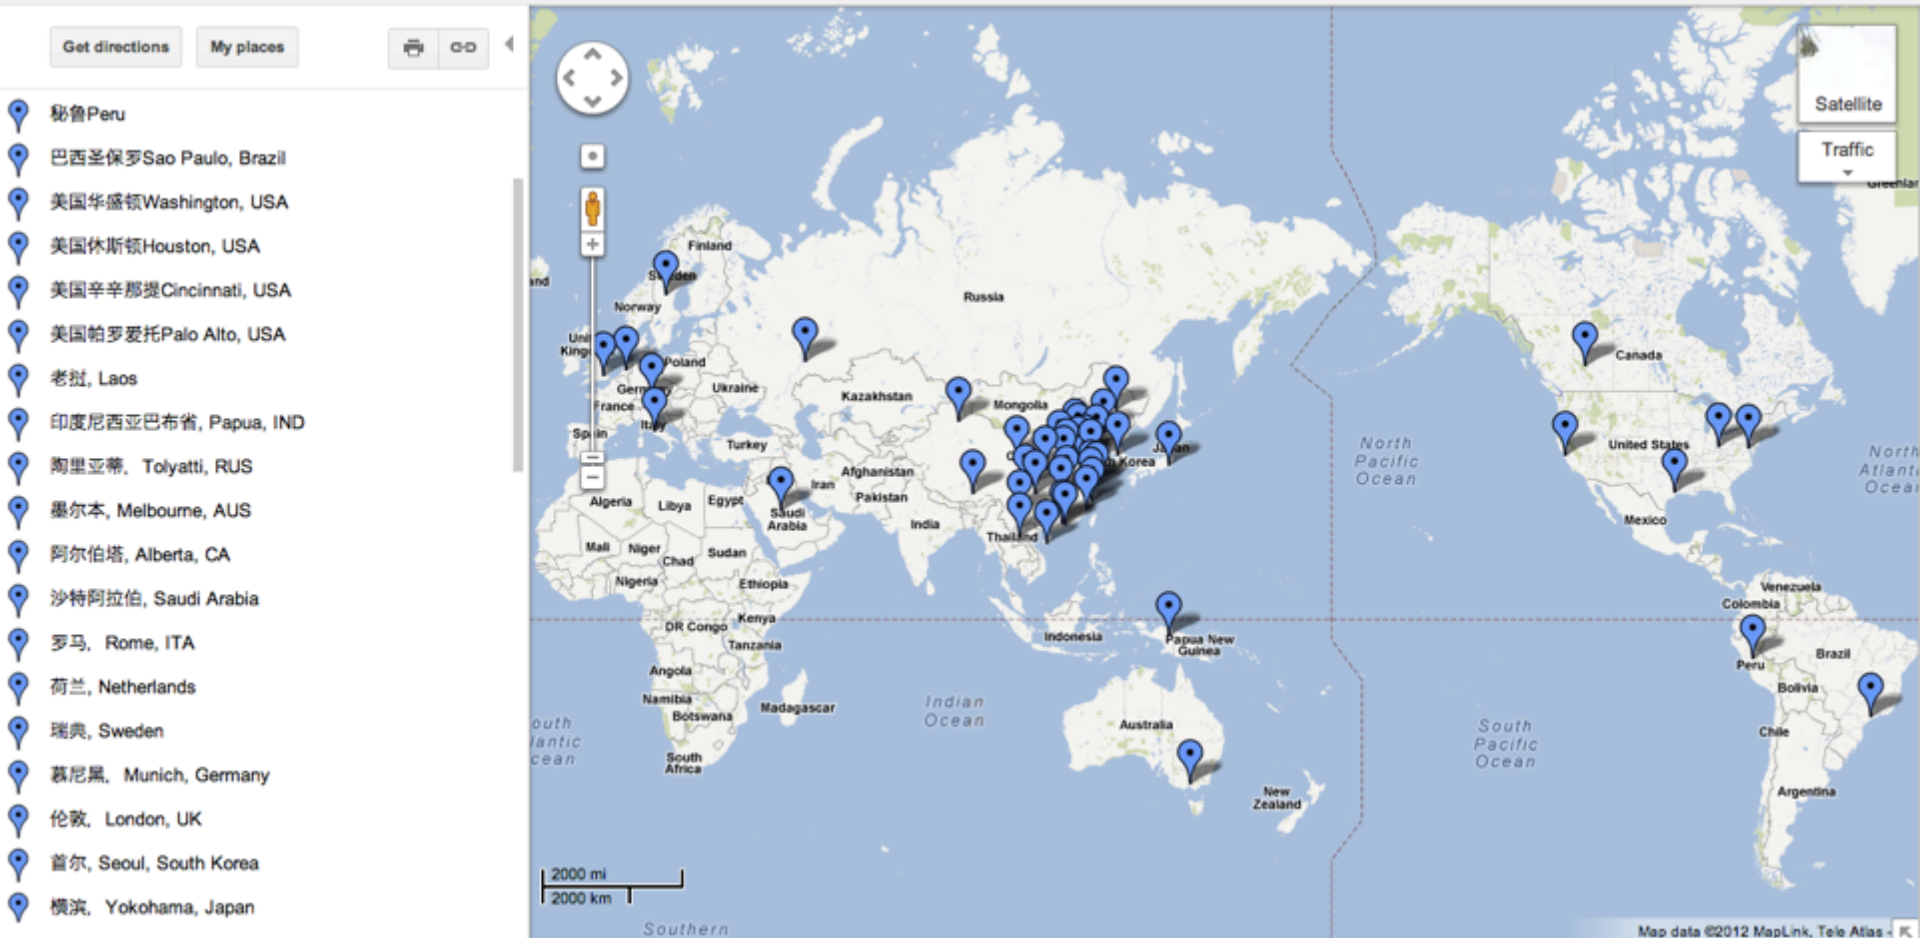 Get directions
My places
秘鲁Peru
巴西圣保罗Sao Paulo, Brazil
美国华盛顿Washington, USA
美国休斯顿Houston, USA
美国辛辛那提Cincinnati, USA
美国帕罗爱托Palo Alto, USA
老挝, Laos
印度尼西亚巴布省, Papua, IND
陶里亚蒂, Tolyatti, RUS
墨尔本, Melbourne, AUS
阿尔伯塔, Alberta, CA
沙特阿拉伯, Saudi Arabia
罗马, Rome, ITA
荷兰, Netherlands
瑞典, Sweden
慕尼黑, Munich, Germany
伦敦, London, UK
首尔, Seoul, South Korea
横滨, Yokohama, Japan
Satellite
Traffic
Finland
Sweden
Norway
Russia
Poland
Ukraine
France
Italy
Spain
Turkey
Kazakhstan
Mongolia
Afghanistan
Pakistan
Iran
India
Thailand
Korea
Japan
Algeria
Libya
Egypt
Saudi
Arabia
Mali
Niger
Chad
Sudan
Nigeria
Ethiopia
DR Congo
Kenya
Tanzania
Angola
Namibia
Botswana
Madagascar
South
Africa
Indonesia
Papua New
Guinea
Indian
Ocean
Australia
New
Zealand
North
Pacific
Ocean
South
Pacific
Ocean
Canada
United States
Mexico
North
Atlantic
Ocean
Venezuela
Colombia
Peru
Brazil
Bolivia
Chile
Argentina
2000 mi
2000 km
Southern
Map data ©2012 MapLink, Tele Atlas -